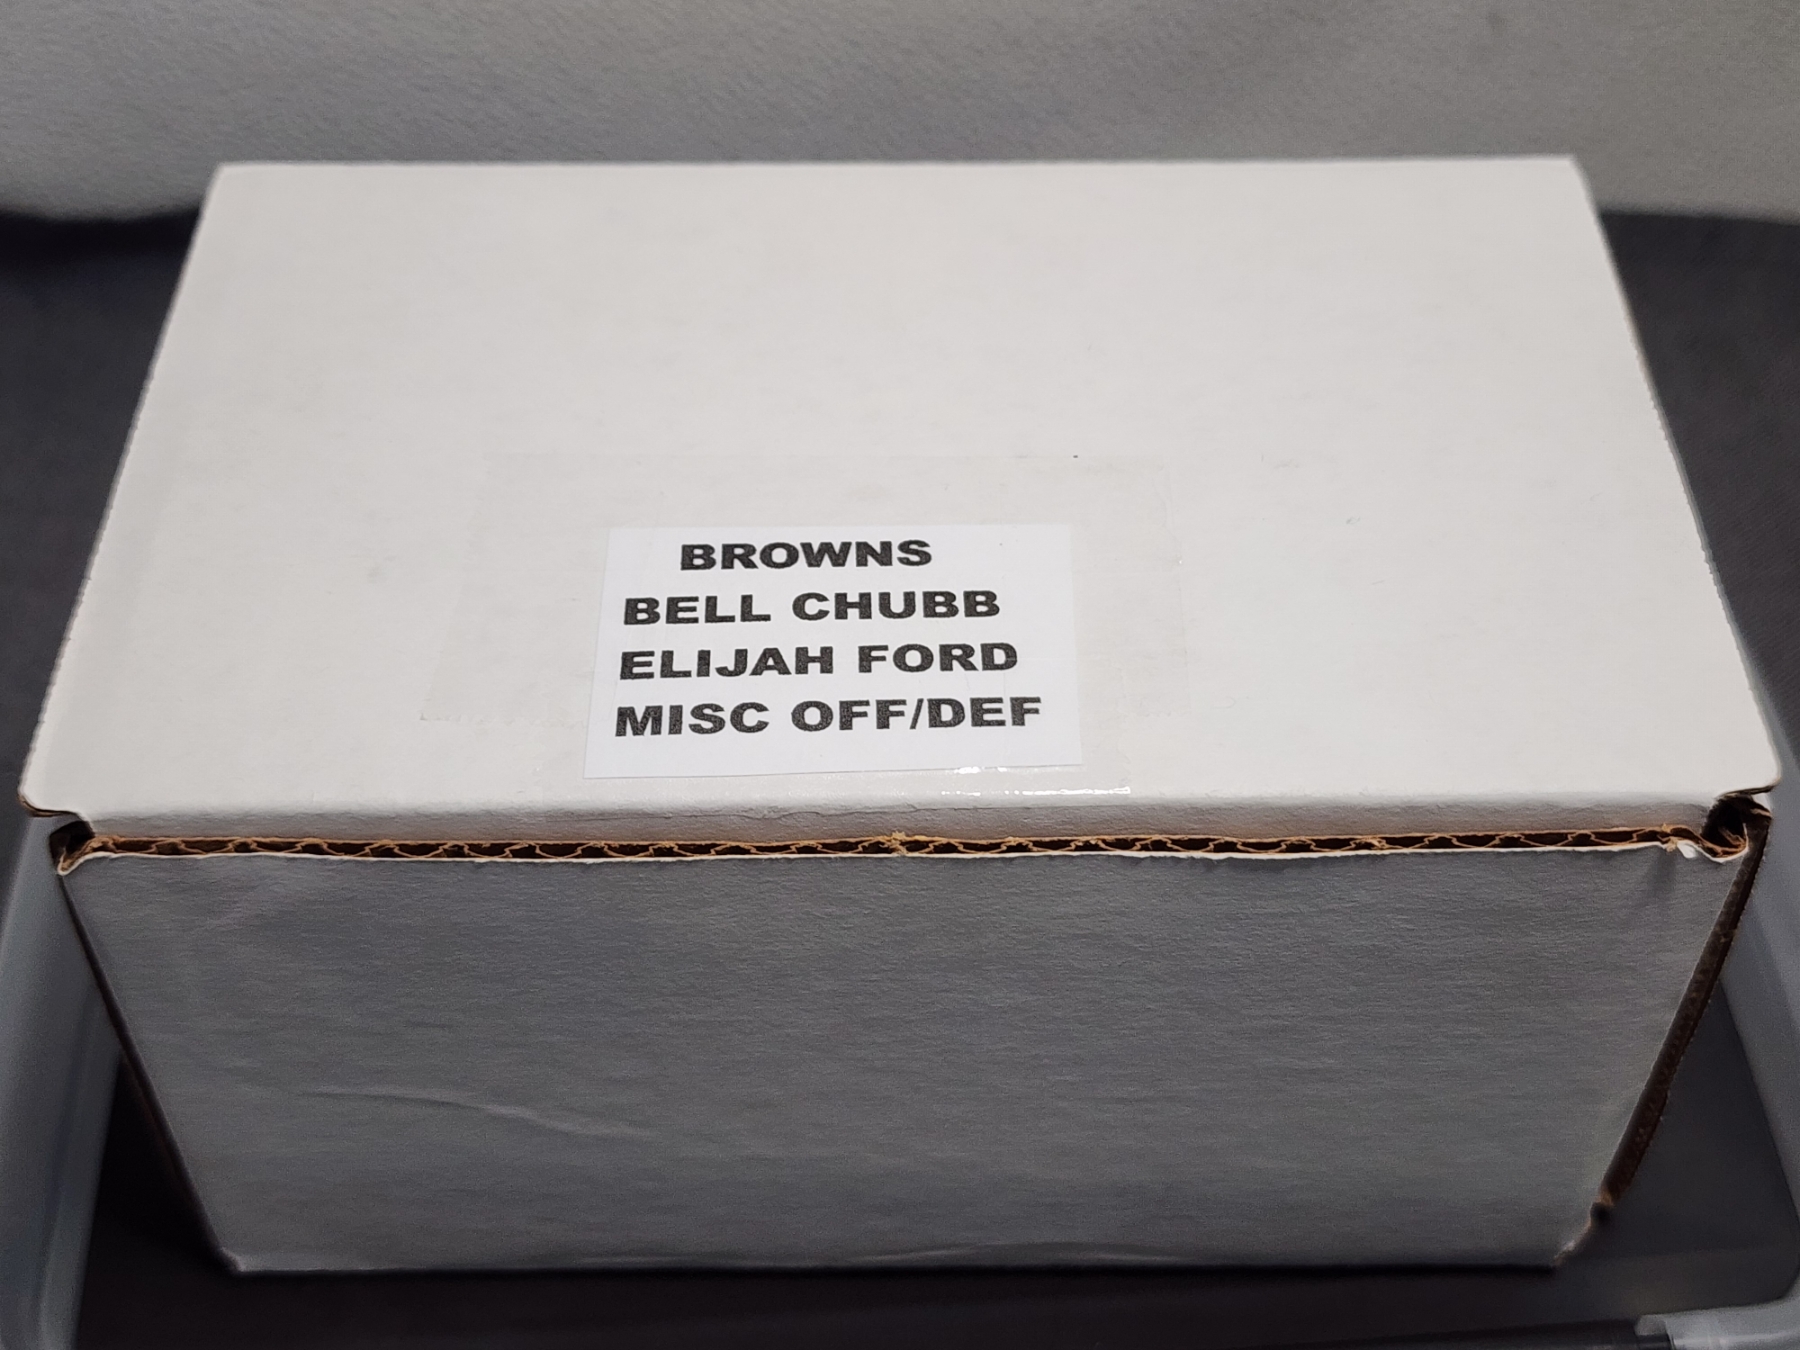 BROWNS
BELL CHUBB
ELIJAH FORD
MISC OFF/DEF